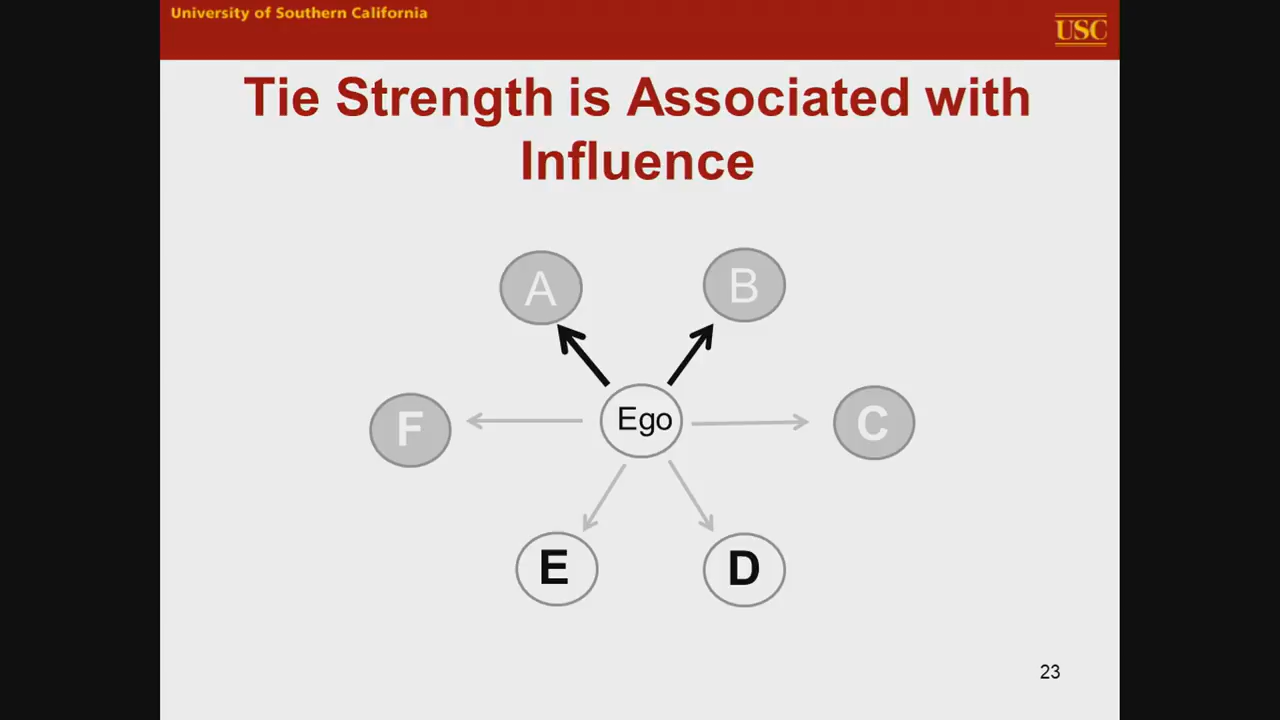 University of Southern California
USC
Tie Strength is Associated with
Influence
A
B
F
Ego
C
E
D
23